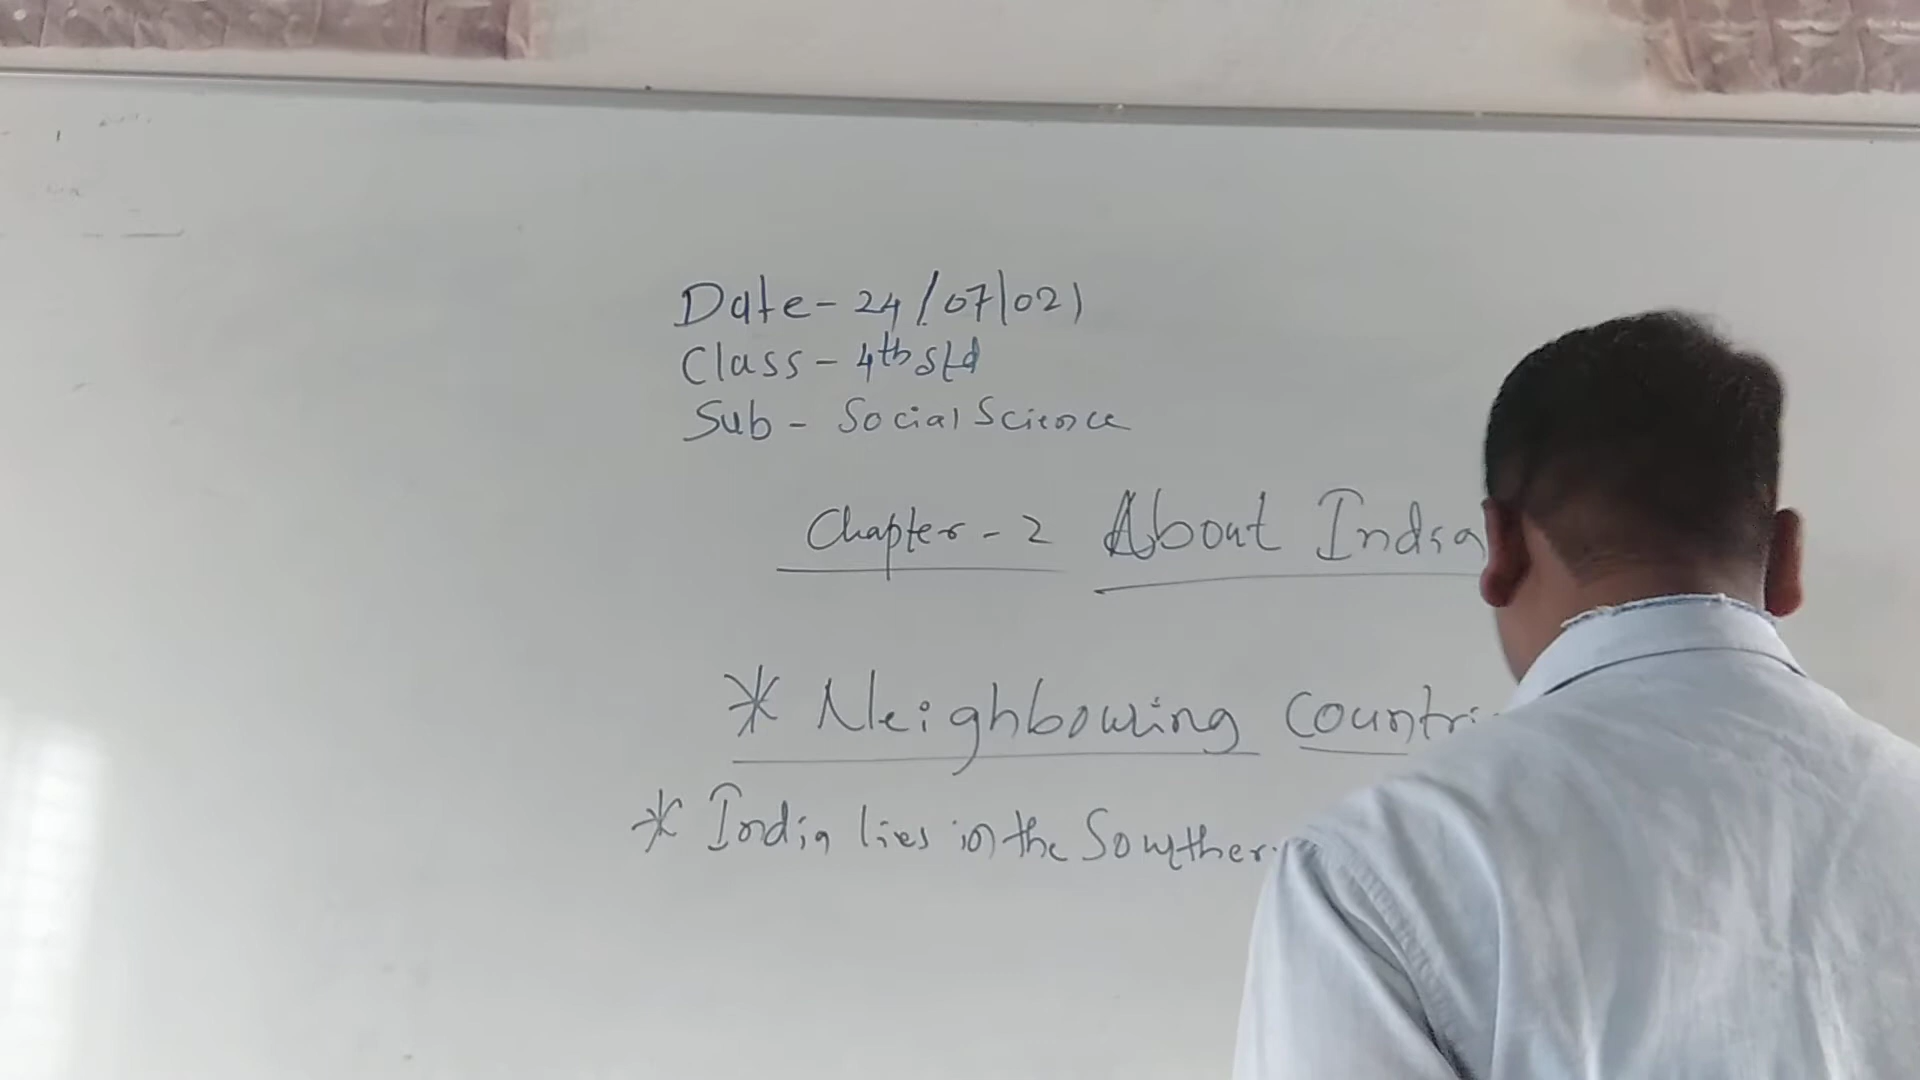 Date - 24/07/021
Class - 4th std
Sub - Social Science
Chapter - 2 About India
* Neighbouring Countri
* India lies in the Souther